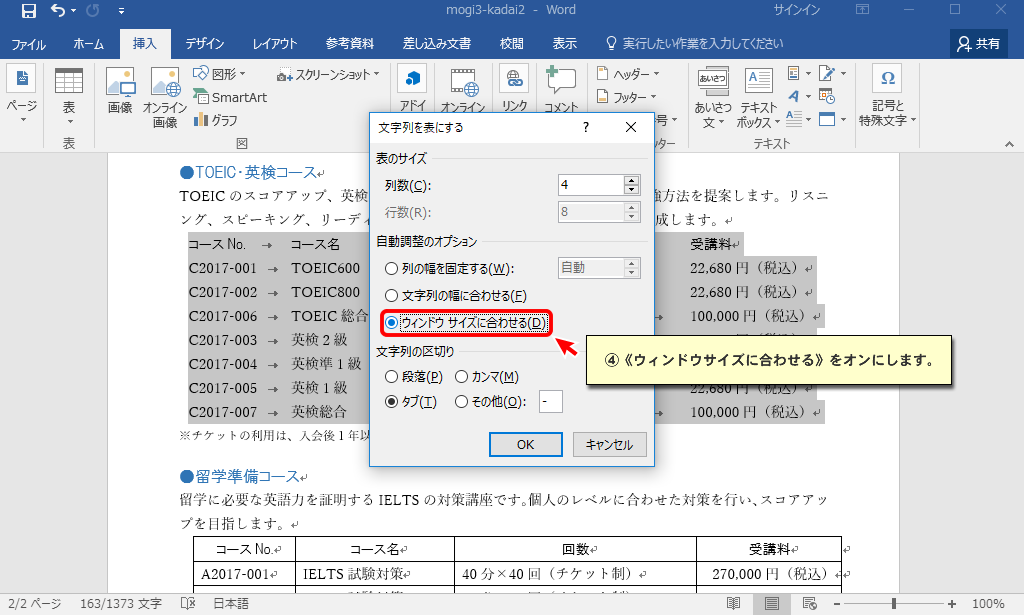 mogi3-kadai2 - Word
サインイン
ファイル ホーム 挿入 デザイン レイアウト 参考資料 差し込み文書 校閲 表示 実行したい作業を入力してください 共有
ページ
表
画像
オンライン
画像
図形
SmartArt
グラフ
スクリーンショット
アドイ
オンライン
リンク
コメント
ヘッダー
フッター
号
あいさつ
あいさつ
文
テキスト
ボックス
記号と
特殊文字
表
図
ター
テキスト
●TOEIC・英検コース
TOEIC のスコアアップ、英検
強方法を提案します。リスニ
ング、スピーキング、リーディ
成します。
コース No. → コース名
受講料
C2017-001 → TOEIC600
22,680 円（税込）
C2017-002 → TOEIC800
22,680 円（税込）
C2017-006 → TOEIC 総合
100,000 円（税込）
C2017-003 → 英検 2 級
C2017-004 → 英検準 1 級
C2017-005 → 英検 1 級
22,680 円（税込）
C2017-007 → 英検総合
100,000 円（税込）
※チケットの利用は、入会後 1 年以
文字列を表にする ?
表のサイズ
列数(C): 4
行数(R): 8
自動調整のオプション
列の幅を固定する(W): 自動
文字列の幅に合わせる(F)
ウィンドウ サイズに合わせる(D)
文字列の区切り
段落(P) カンマ(M)
タブ(T) その他(O): -
OK キャンセル
④《ウィンドウサイズに合わせる》をオンにします。
●留学準備コース
留学に必要な英語力を証明する IELTS の対策講座です。個人のレベルに合わせた対策を行い、スコアアッ
プを目指します。
コース No. コース名 回数 受講料
A2017-001 IELTS 試験対策 40 分×40 回（チケット制） 270,000 円（税込）
2/2 ページ 163/1373 文字 日本語 100%